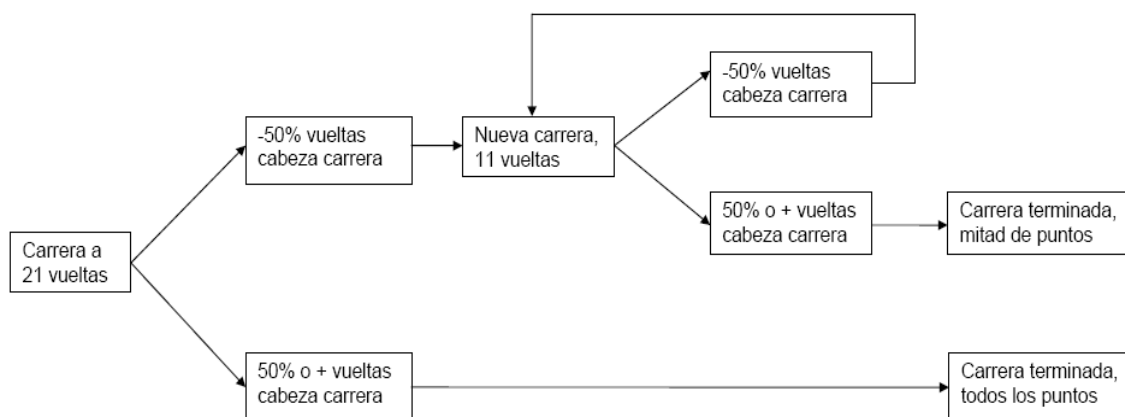 -50% vueltas
cabeza carrera
-50% vueltas
cabeza carrera
Nueva carrera,
11 vueltas
50% o + vueltas
cabeza carrera
Carrera terminada,
mitad de puntos
Carrera a
21 vueltas
50% o + vueltas
cabeza carrera
Carrera terminada,
todos los puntos